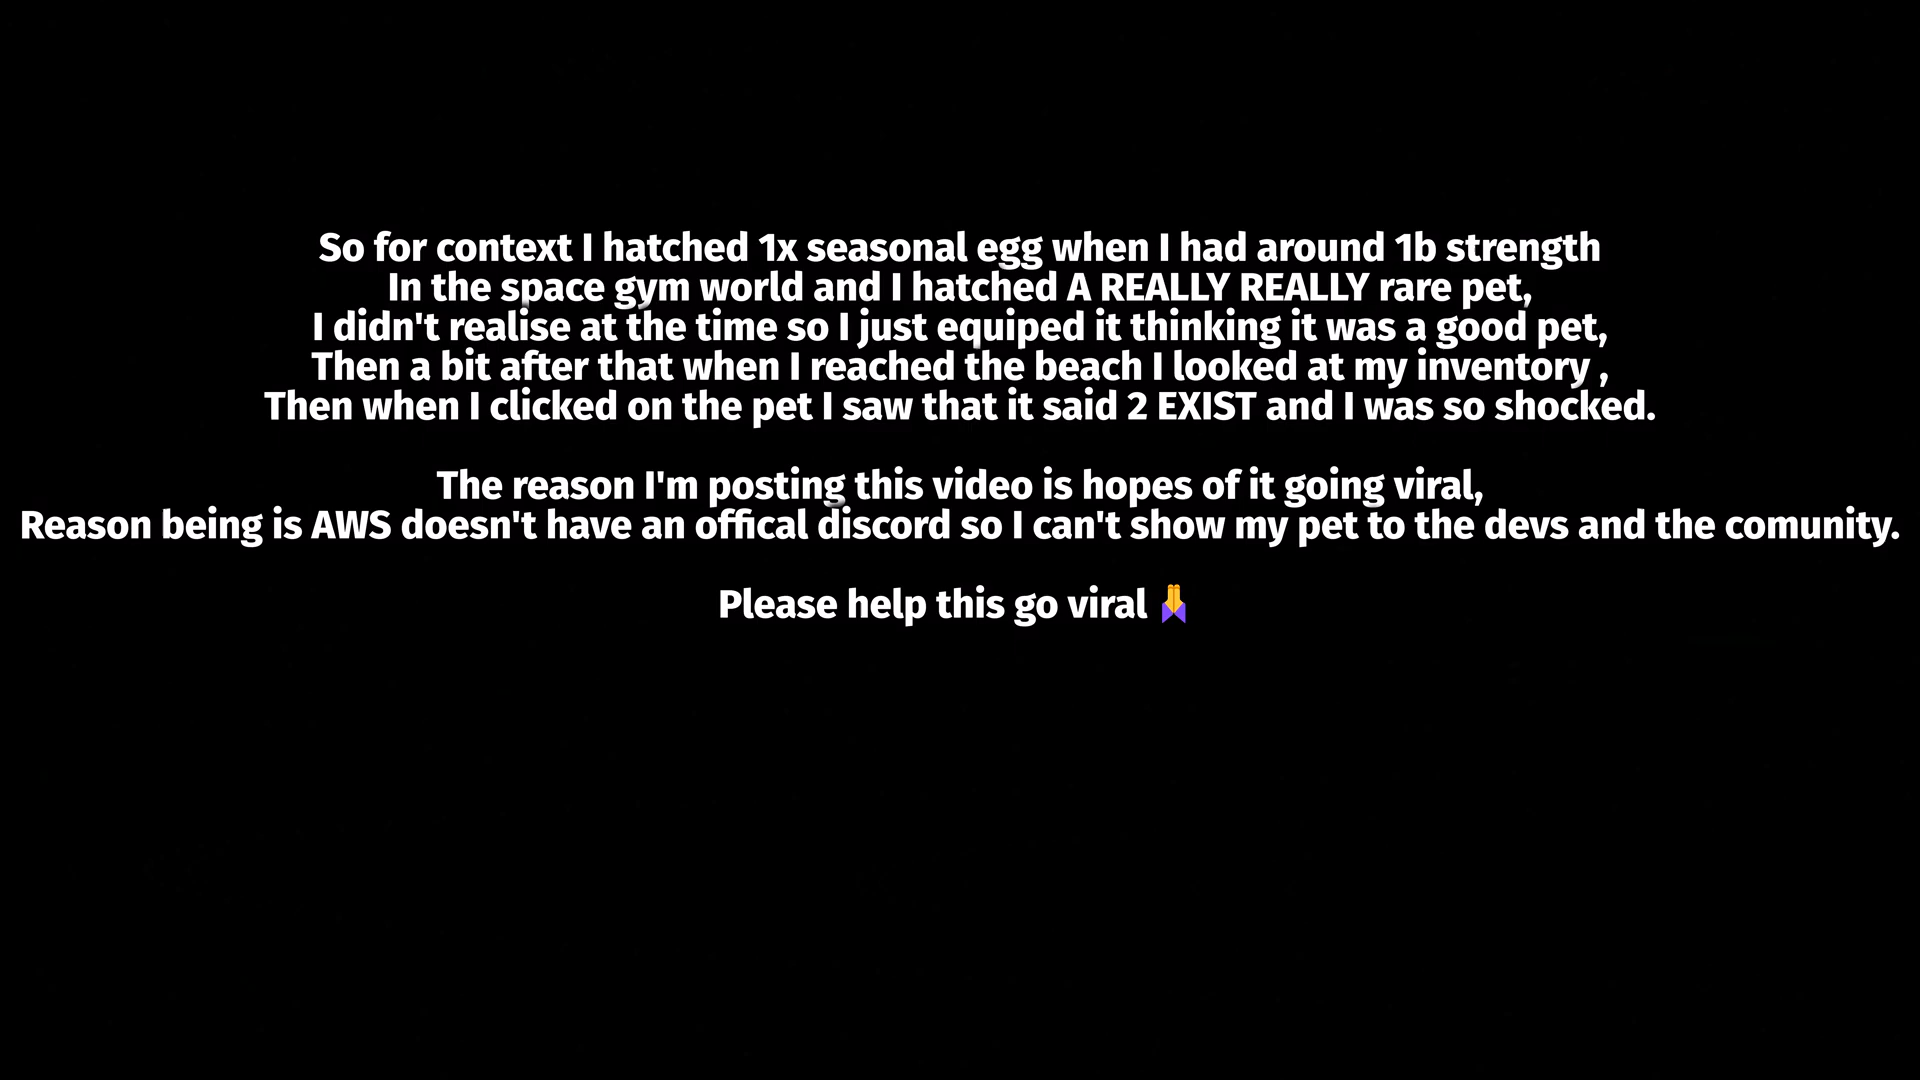 So for context I hatched 1x seasonal egg when I had around 1b strength
In the space gym world and I hatched A REALLY REALLY rare pet,
I didn't realise at the time so I just equiped it thinking it was a good pet,
Then a bit after that when I reached the beach I looked at my inventory ,
Then when I clicked on the pet I saw that it said 2 EXIST and I was so shocked.
The reason I'm posting this video is hopes of it going viral,
Reason being is AWS doesn't have an offical discord so I can't show my pet to the devs and the comunity.
Please help this go viral 🙏